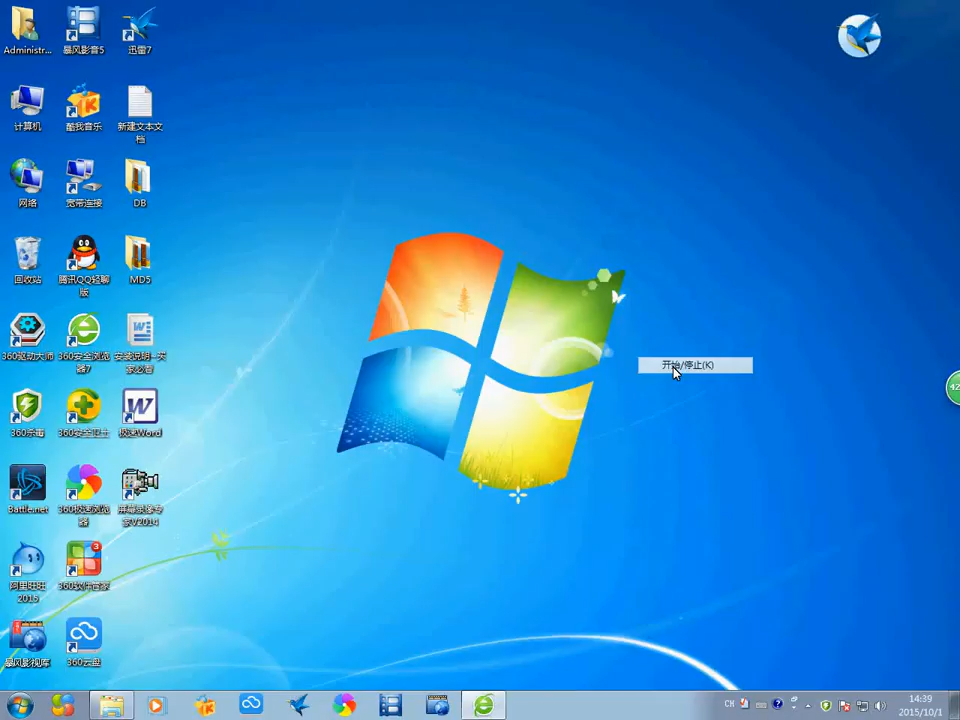 Administr...
暴风影音5
迅雷7
计算机
酷我音乐
新建文本文
档
网络
宽带连接
DB
回收站
腾讯QQ轻聊
版
MD5
360驱动大师
360安全浏览
器7
安装说明--买
家必看
360杀毒
360安全卫士
极速Word
Battle.net
360极速浏览
器
屏幕录像专
家V2014
阿里旺旺
2015
3
360软件管家
暴风影视库
360云盘
开始/停止(K)
42
CH
14:39
2015/10/1